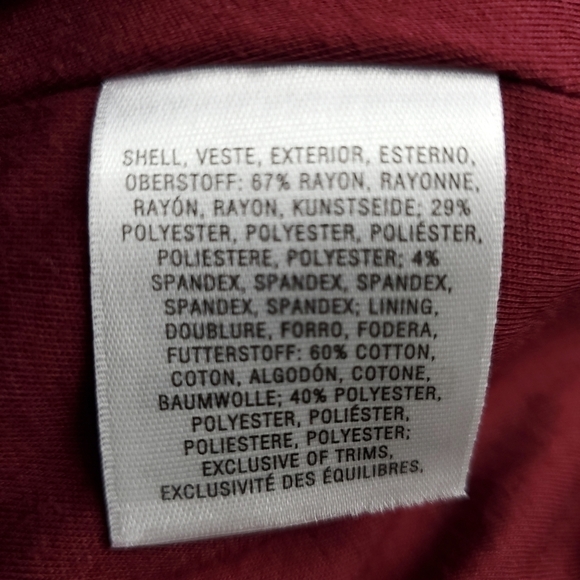 SHELL, VESTE, EXTERIOR, ESTERNO,
OBERSTOFF: 67% RAYON, RAYONNE,
RAYÓN, RAYON, KUNSTSEIDE; 29%
POLYESTER, POLYESTER, POLIÉSTER,
POLIESTERE, POLYESTER; 4%
SPANDEX, SPANDEX, SPANDEX,
SPANDEX, SPANDEX; LINING,
DOUBLURE, FORRO, FODERA,
FUTTERSTOFF: 60% COTTON,
COTON, ALGODÓN, COTONE,
BAUMWOLLE; 40% POLYESTER,
POLYESTER, POLIÉSTER,
POLIESTERE, POLYESTER;
EXCLUSIVE OF TRIMS,
EXCLUSIVITÉ DES ÉQUILIBRES.